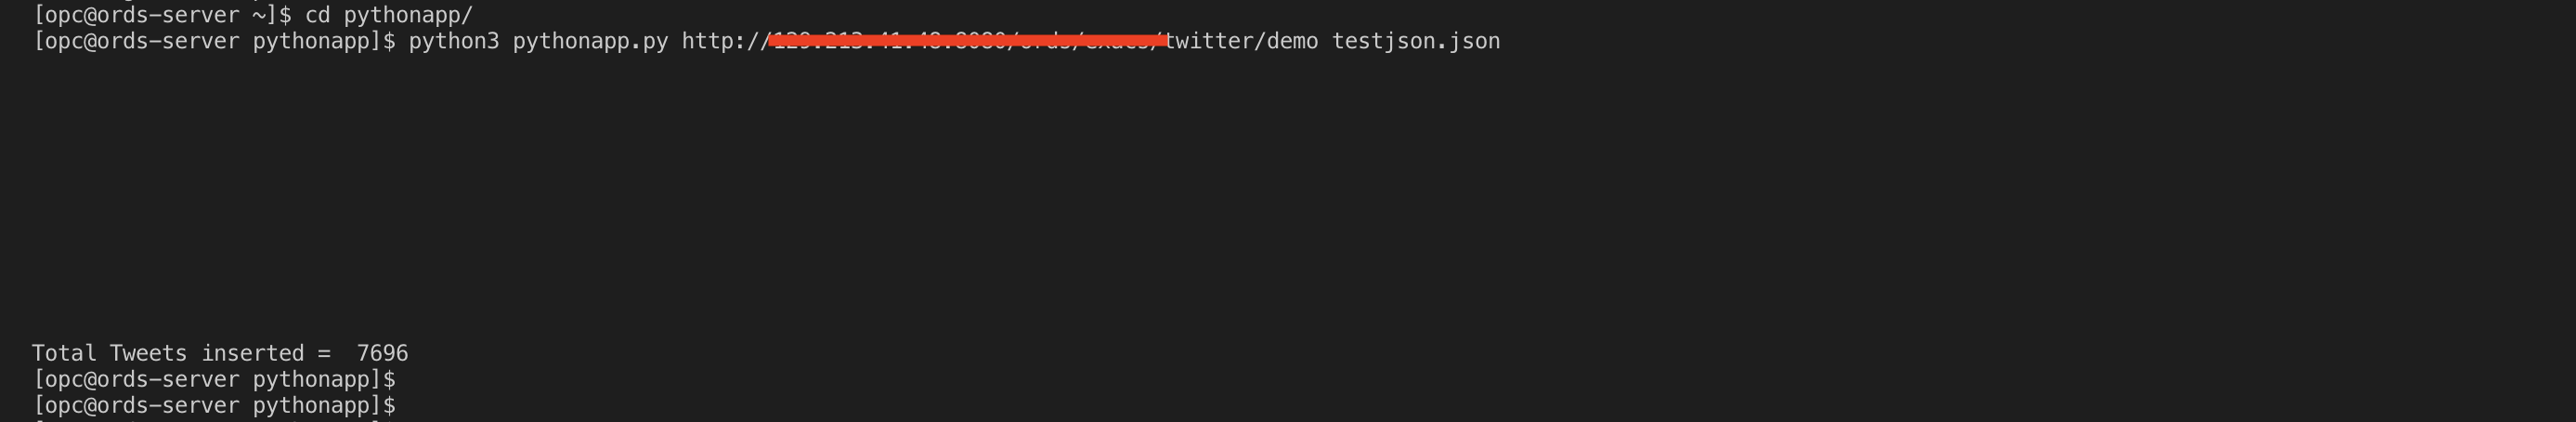 [opc@ords-server ~]$ cd pythonapp/
[opc@ords-server pythonapp]$ python3 pythonapp.py http://twitter/demo testjson.json
Total Tweets inserted =  7696
[opc@ords-server pythonapp]$
[opc@ords-server pythonapp]$